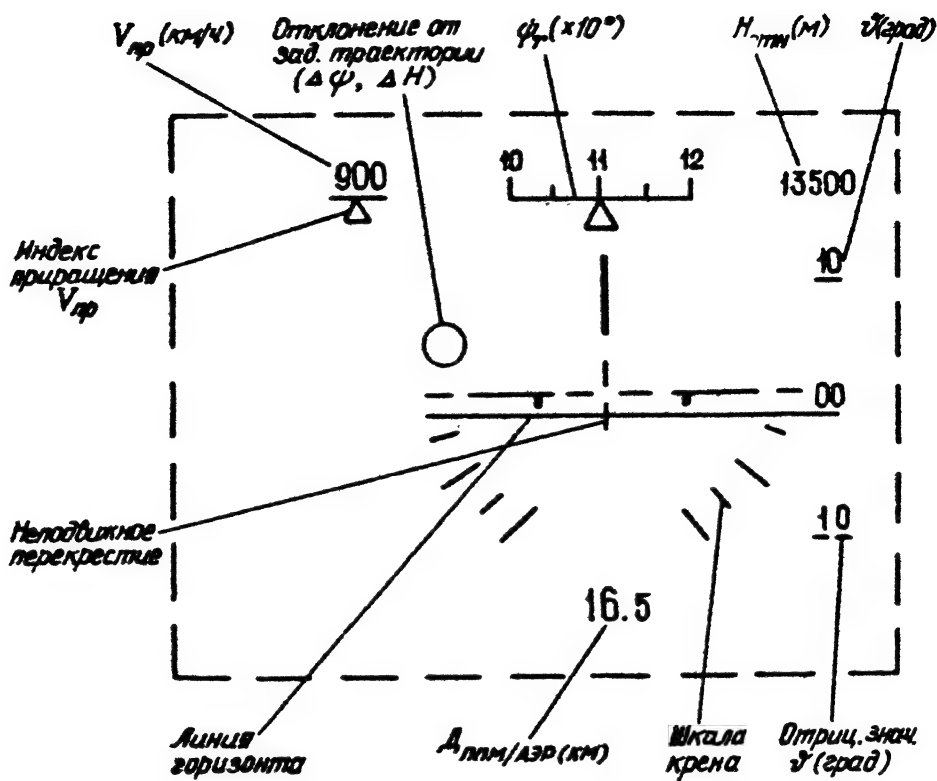 Vпр (км/ч)
Отклонение от
зад. траектории
(Δψ, ΔH)
ψг (×10°)
Hотн (м)
ϑ(град)
900
10 11 12
13500
Индекс
приращения
Vпр
10
00
Неподвижное
перекрестие
10
16.5
Линия
горизонта
Дппм/АЭР (км)
Шкала
крена
Отриц. знач.
ϑ (град)